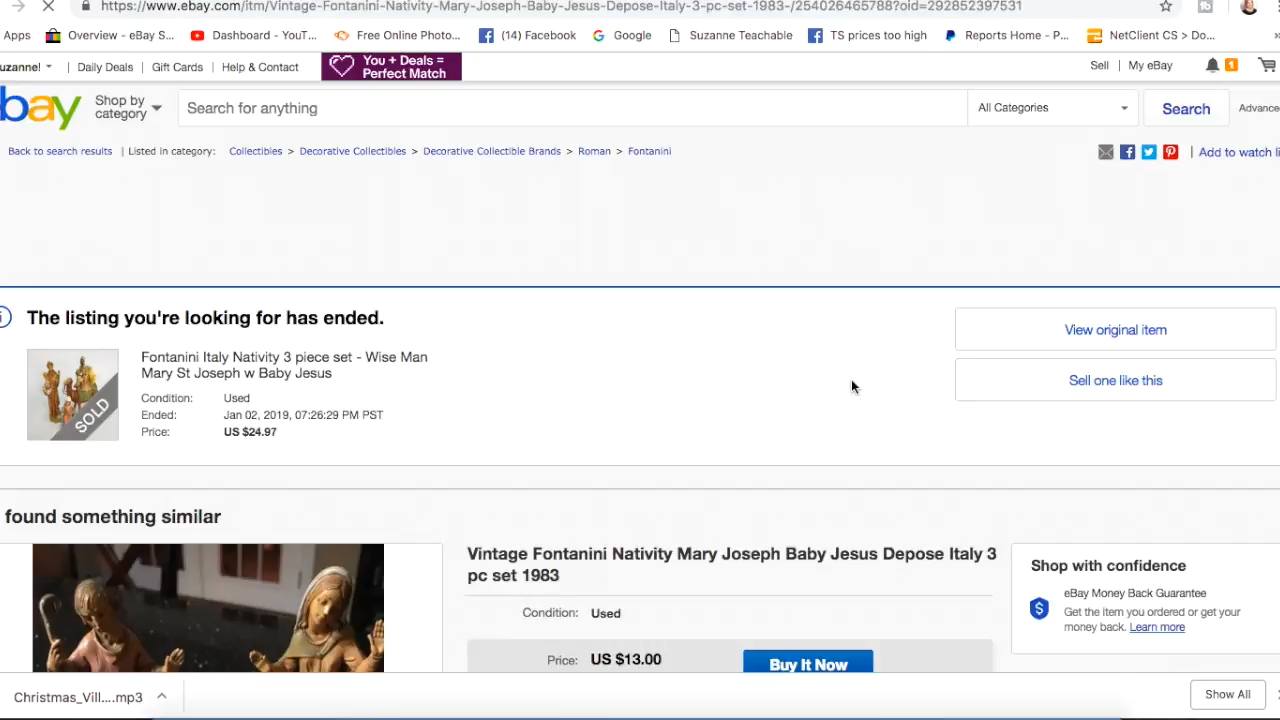 https://www.ebay.com/itm/Vintage-Fontanini-Nativity-Mary-Joseph-Baby-Jesus-Depose-Italy-3-pc-set-1983-/254026465788?oid=292852397531
Apps Overview - eBay S... Dashboard - YouT... Free Online Photo... (14) Facebook Google Suzanne Teachable TS prices too high Reports Home - P... NetClient CS > Do...
uzanne! Daily Deals Gift Cards Help & Contact You + Deals = Perfect Match Sell My eBay 1
ebay Shop by category Search for anything All Categories Search Advance
Back to search results | Listed in category: Collectibles > Decorative Collectibles > Decorative Collectible Brands > Roman > Fontanini | Add to watch li
The listing you're looking for has ended.
View original item
Fontanini Italy Nativity 3 piece set - Wise Man
Mary St Joseph w Baby Jesus
Sell one like this
Condition: Used
SOLD
Ended: Jan 02, 2019, 07:26:29 PM PST
Price: US $24.97
found something similar
Vintage Fontanini Nativity Mary Joseph Baby Jesus Depose Italy 3
pc set 1983
Shop with confidence
eBay Money Back Guarantee
Condition: Used
Get the item you ordered or get your
money back. Learn more
Price: US $13.00 Buy It Now
Christmas_Vill....mp3 Show All